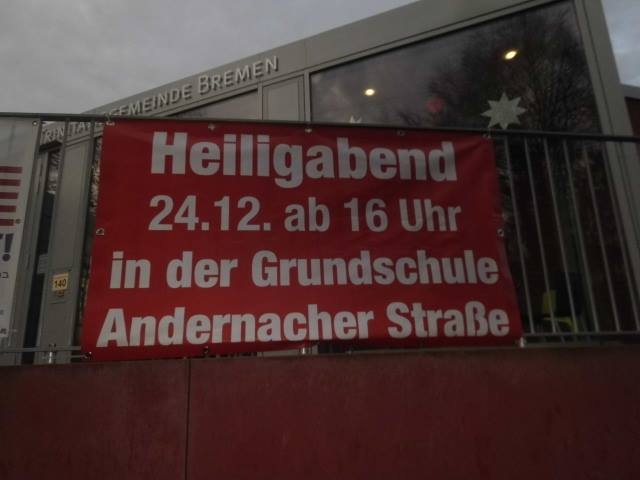 GEMEINDE BREMEN
Heiligabend
24.12. ab 16 Uhr
in der Grundschule
Andernacher Straße
140